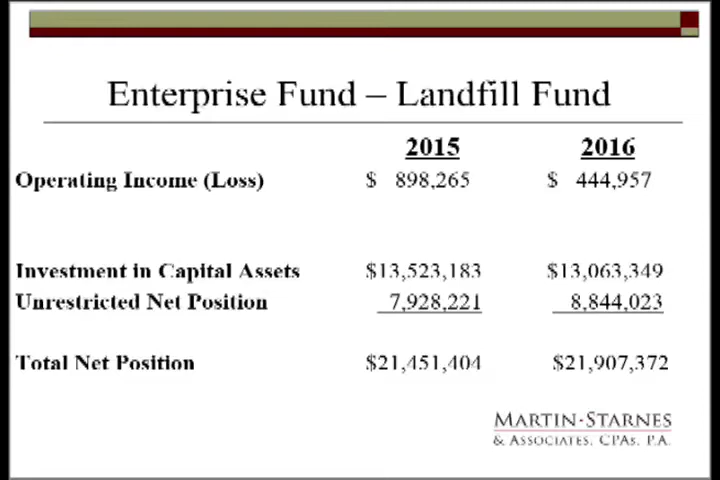 Enterprise Fund – Landfill Fund
2015 2016
Operating Income (Loss) $ 898,265 $ 444,957
Investment in Capital Assets $13,523,183 $13,063,349
Unrestricted Net Position 7,928,221 8,844,023
Total Net Position $21,451,404 $21,907,372
MARTIN·STARNES
& ASSOCIATES, CPAs, P.A.